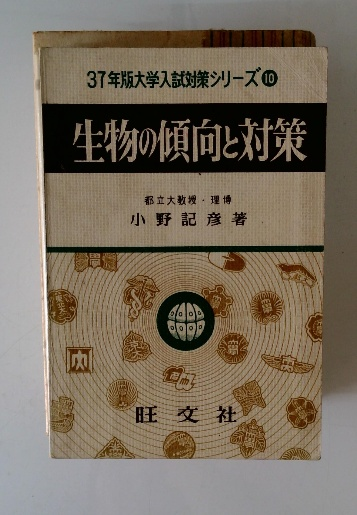 37年版大学入試対策シリーズ⑩
生物の傾向と対策
都立大教授・理博
小野記彦著
旺文社